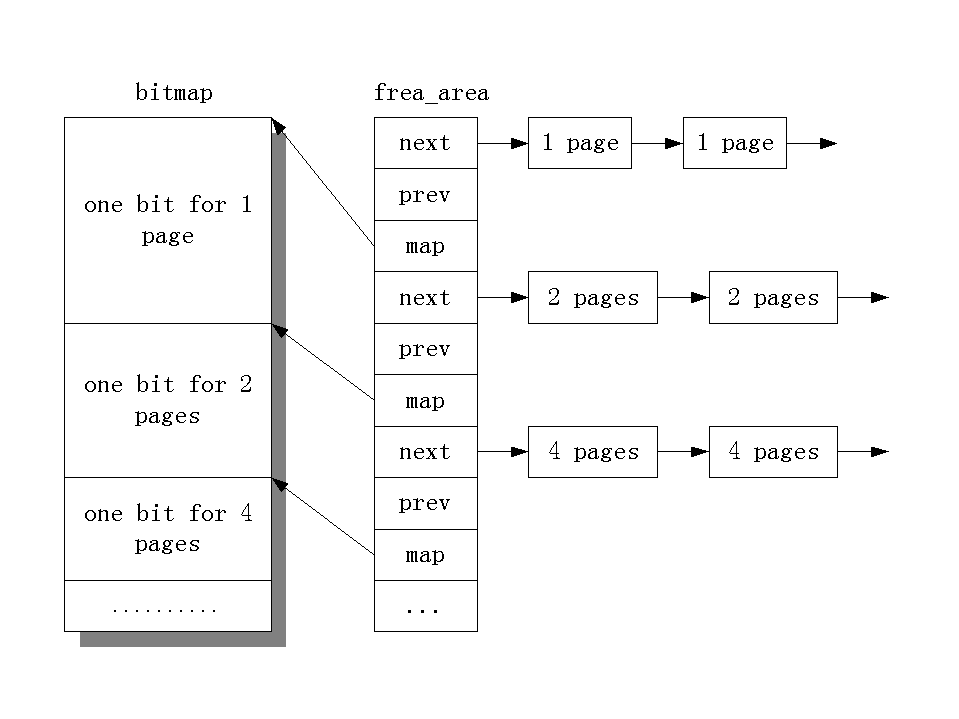 bitmap
one bit for 1
page
one bit for 2
pages
one bit for 4
pages
..........
frea_area
next
prev
map
next
prev
map
next
prev
map
...
1 page
1 page
2 pages
2 pages
4 pages
4 pages